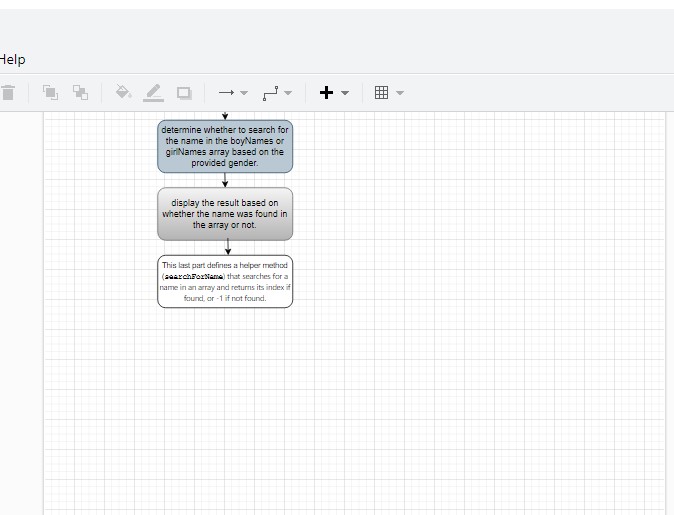 Help
determine whether to search for
the name in the boyNames or
girlNames array based on the
provided gender.
display the result based on
whether the name was found in
the array or not.
This last part defines a helper method
(searchForName) that searches for a
name in an array and returns its index if
found, or -1 if not found.